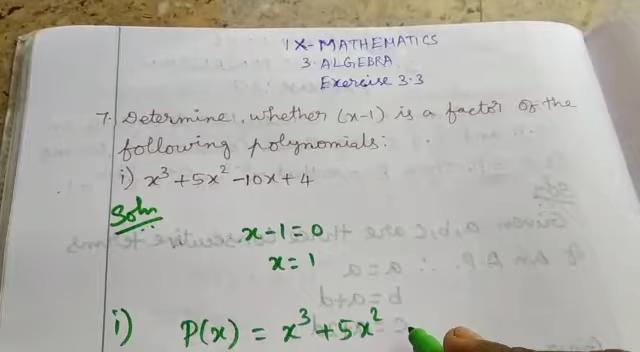 IX-MATHEMATICS
3. ALGEBRA
Exercise 3.3
7. Determine, whether (x-1) is a factor of the
following polynomials:
i) x³ + 5x² - 10x + 4
Soln
x-1=0
x=1
i) P(x) = x³ + 5x²